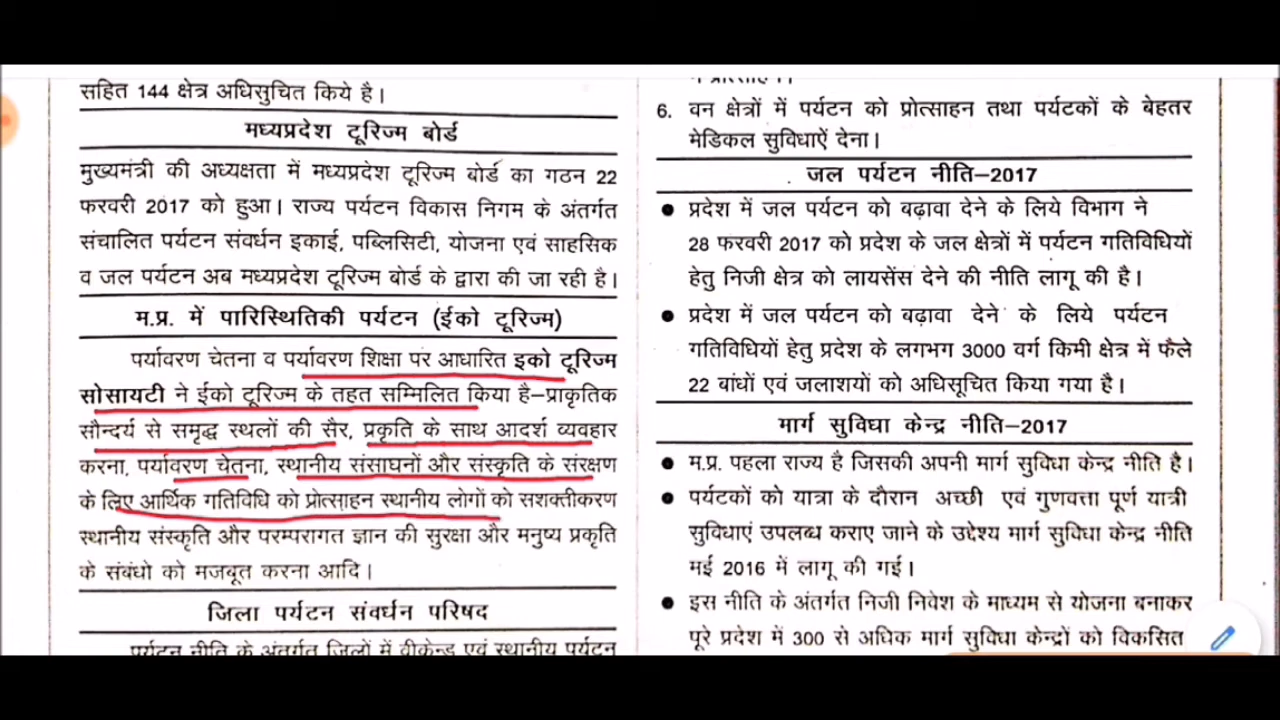 सहित 144 क्षेत्र अधिसुचित किये है।
मध्यप्रदेश टूरिज्म बोर्ड
मुख्यमंत्री की अध्यक्षता में मध्यप्रदेश टूरिज्म बोर्ड का गठन 22
फरवरी 2017 को हुआ। राज्य पर्यटन विकास निगम के अंतर्गत
संचालित पर्यटन संवर्धन इकाई, पब्लिसिटी, योजना एवं साहसिक
व जल पर्यटन अब मध्यप्रदेश टूरिज्म बोर्ड के द्वारा की जा रही है।
म.प्र. में पारिस्थितिकी पर्यटन (ईको टूरिज्म)
पर्यावरण चेतना व पर्यावरण शिक्षा पर आधारित इको टूरिज्म
सोसायटी ने ईको टूरिज्म के तहत सम्मिलित किया है–प्राकृतिक
सौन्दर्य से समृद्ध स्थलों की सैर, प्रकृति के साथ आदर्श व्यवहार
करना, पर्यावरण चेतना, स्थानीय संसाघनों और संस्कृति के संरक्षण
के लिए आर्थिक गतिविधि को प्रोत्साहन स्थानीय लोगों को सशक्तीकरण
स्थानीय संस्कृति और परम्परागत ज्ञान की सुरक्षा और मनुष्य प्रकृति
के संबंधो को मजबूत करना आदि।
जिला पर्यटन संवर्धन परिषद
पर्यटन नीति के अंतर्गत जिलों में वीकेन्ड एवं स्थानीय पर्यटन
6. वन क्षेत्रों में पर्यटन को प्रोत्साहन तथा पर्यटकों के बेहतर
मेडिकल सुविधाऐं देना।
जल पर्यटन नीति–2017
● प्रदेश में जल पर्यटन को बढ़ावा देने के लिये विभाग ने
28 फरवरी 2017 को प्रदेश के जल क्षेत्रों में पर्यटन गतिविधियों
हेतु निजी क्षेत्र को लायसेंस देने की नीति लागू की है।
● प्रदेश में जल पर्यटन को बढ़ावा देने के लिये पर्यटन
गतिविधियों हेतु प्रदेश के लगभग 3000 वर्ग किमी क्षेत्र में फैले
22 बांधों एवं जलाशयों को अधिसूचित किया गया है।
मार्ग सुविधा केन्द्र नीति–2017
● म.प्र. पहला राज्य है जिसकी अपनी मार्ग सुविधा केन्द्र नीति है।
● पर्यटकों को यात्रा के दौरान अच्छी एवं गुणवत्ता पूर्ण यात्री
सुविधाएं उपलब्ध कराए जाने के उद्देश्य मार्ग सुविधा केन्द्र नीति
मई 2016 में लागू की गई।
● इस नीति के अंतर्गत निजी निवेश के माध्यम से योजना बनाकर
पूरे प्रदेश में 300 से अधिक मार्ग सुविधा केन्द्रों को विकसित